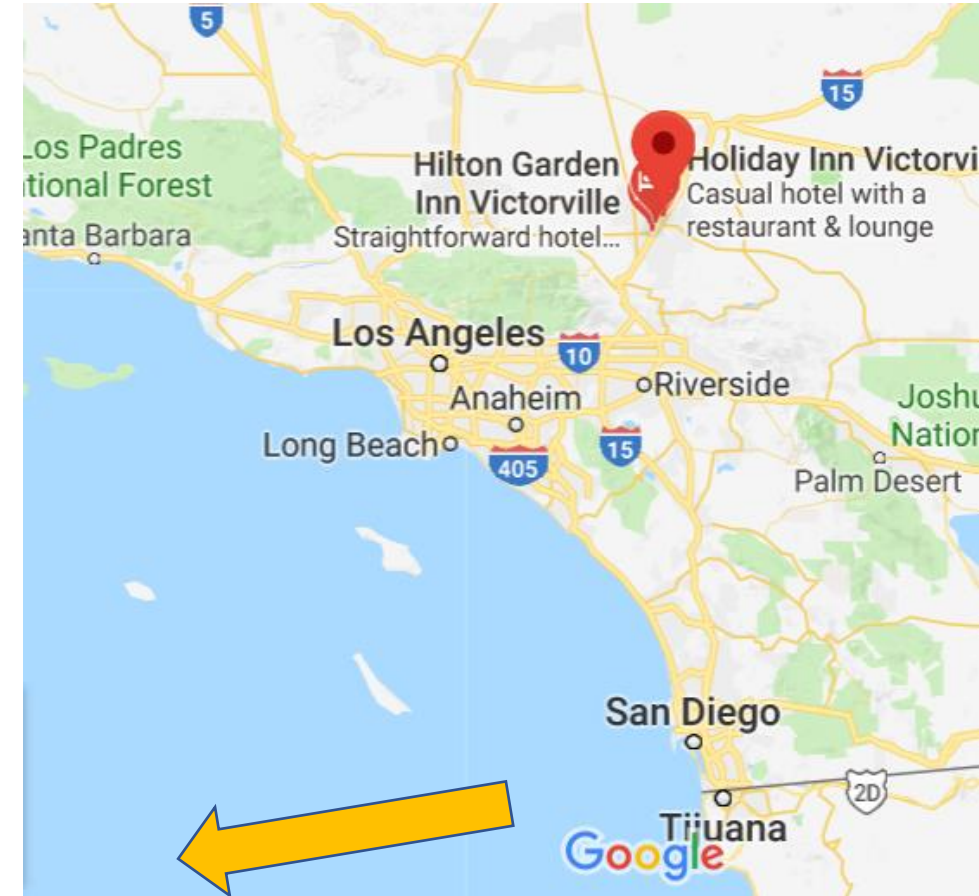 5
15
Los Padres
tional Forest
Hilton Garden
Inn Victorville
Straightforward hotel...
Holiday Inn Victorvi
Casual hotel with a
restaurant & lounge
anta Barbara
Los Angeles
10
Anaheim
Riverside
Joshu
Nation
Long Beach
405
15
Palm Desert
San Diego
2D
Tijuana
Google